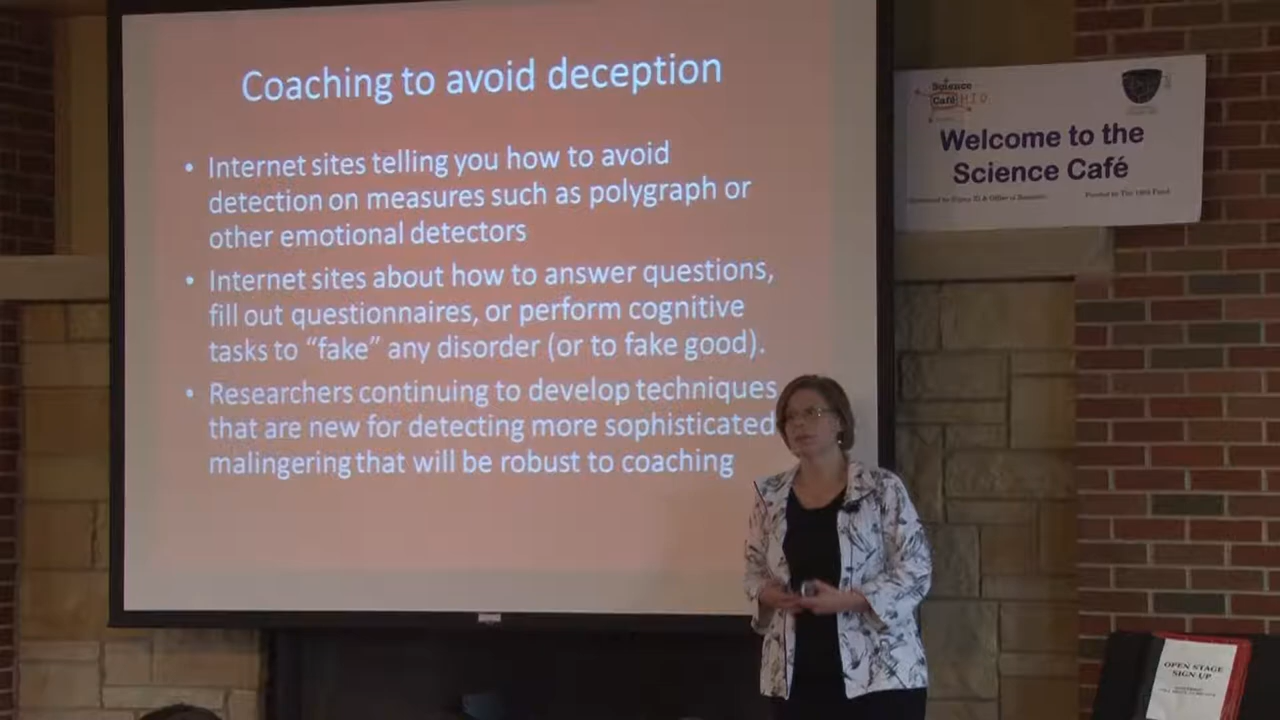 Coaching to avoid deception
• Internet sites telling you how to avoid
detection on measures such as polygraph or
other emotional detectors
• Internet sites about how to answer questions,
fill out questionnaires, or perform cognitive
tasks to “fake” any disorder (or to fake good).
• Researchers continuing to develop techniques
that are new for detecting more sophisticated
malingering that will be robust to coaching
Science
Café
Welcome to the
Science Café
OPEN STAGE
SIGN UP